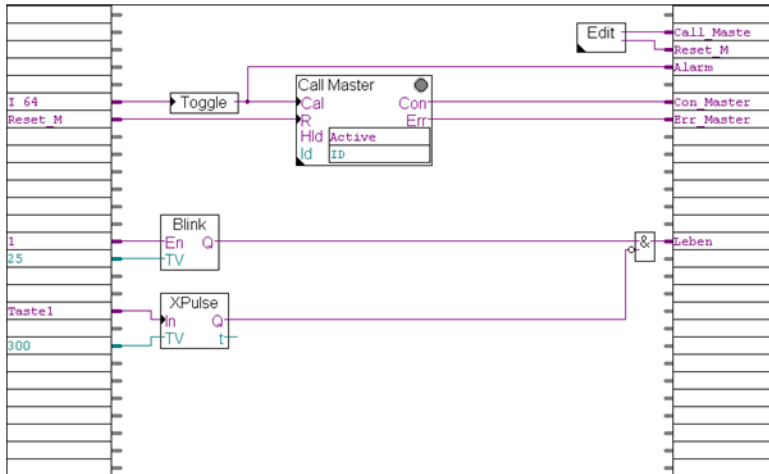 Edit
Call_Maste
Reset_M
Alarm
I 64
Toggle
Call Master
Cal
Con
Con_Master
Reset_M
R
Err
Err_Master
Hld
Active
Id
ID
Blink
1
En
Q
&
Leben
25
TV
XPulse
Taste1
In
Q
300
TV
t